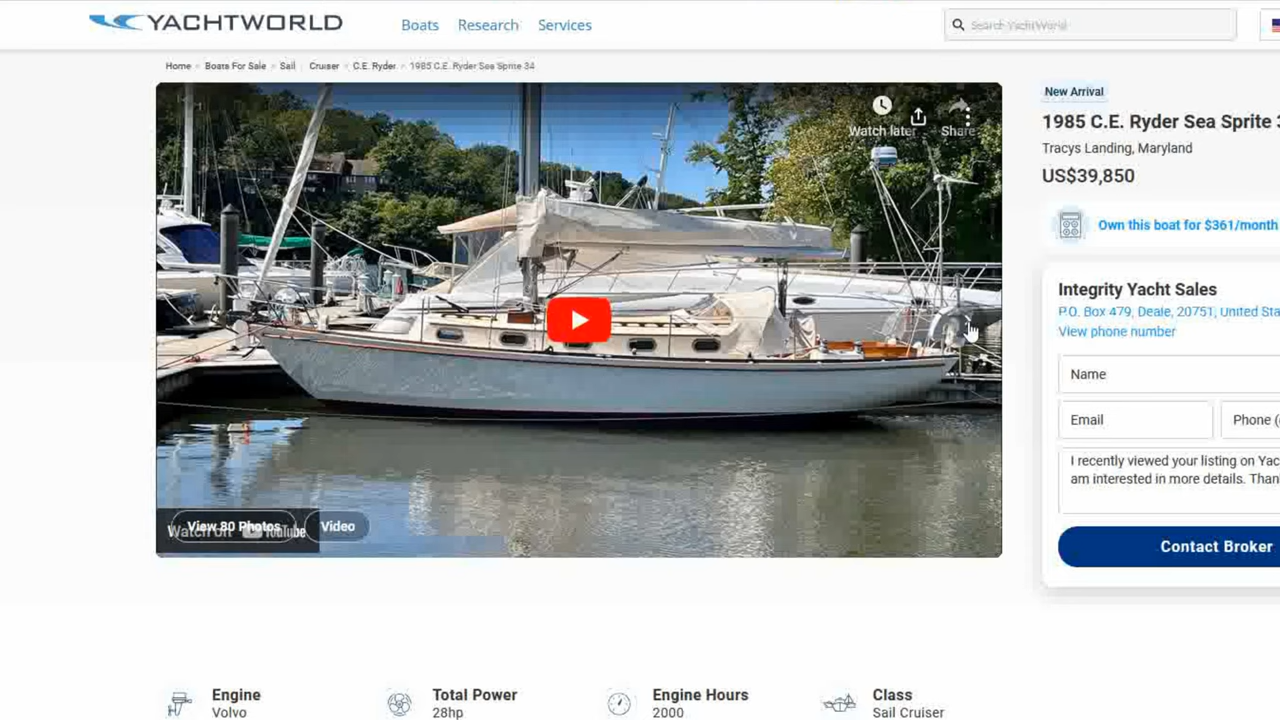 YACHTWORLD
Boats Research Services
Search YachtWorld
Home Boats For Sale Sail Cruiser C.E. Ryder 1985 C.E. Ryder Sea Sprite 34
Watch later
Share
New Arrival
1985 C.E. Ryder Sea Sprite
Tracys Landing, Maryland
US$39,850
Own this boat for $361/month
Integrity Yacht Sales
P.O. Box 479, Deale, 20751, United Sta
View phone number
Name
Email
Phone (
I recently viewed your listing on Yac
am interested in more details. Than
Contact Broker
View 80 Photos
Watch on YouTube
Video
Engine
Volvo
Total Power
28hp
Engine Hours
2000
Class
Sail Cruiser